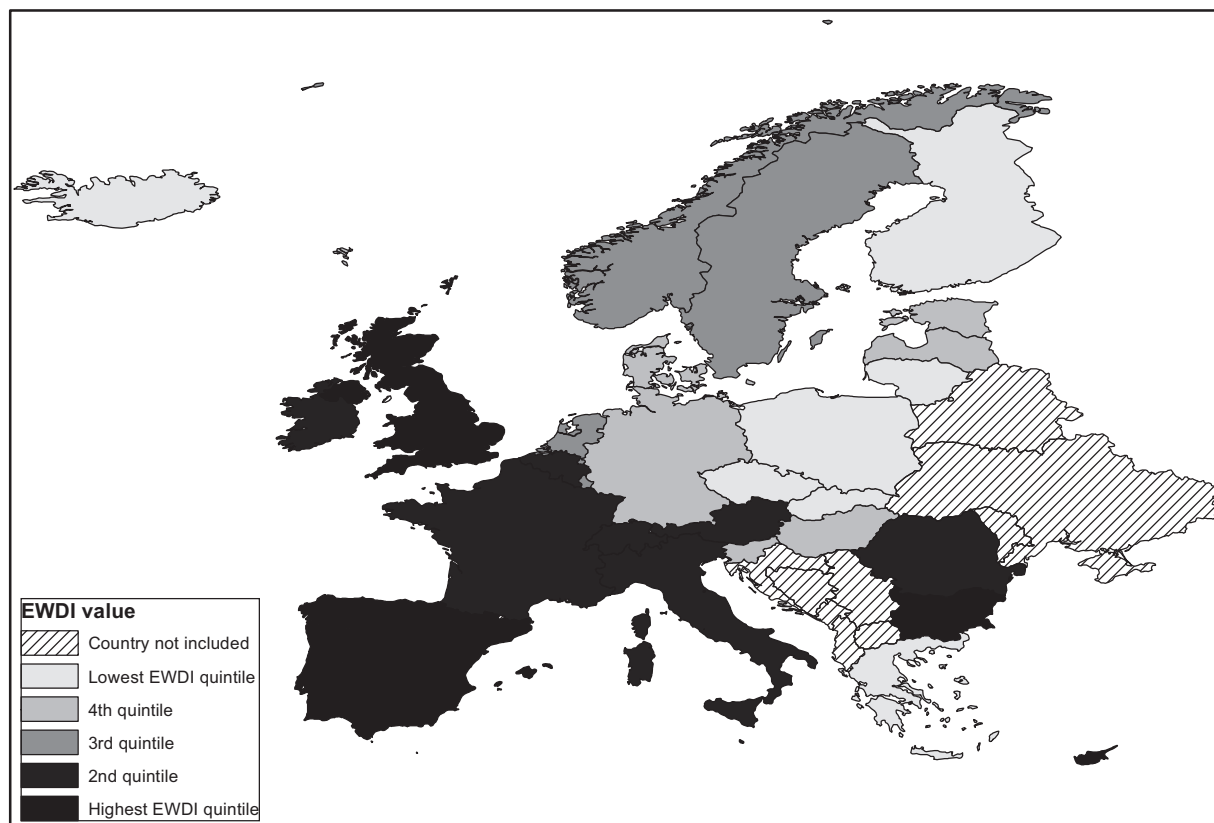 EWDI value
Country not included
Lowest EWDI quintile
4th quintile
3rd quintile
2nd quintile
Highest EWDI quintile